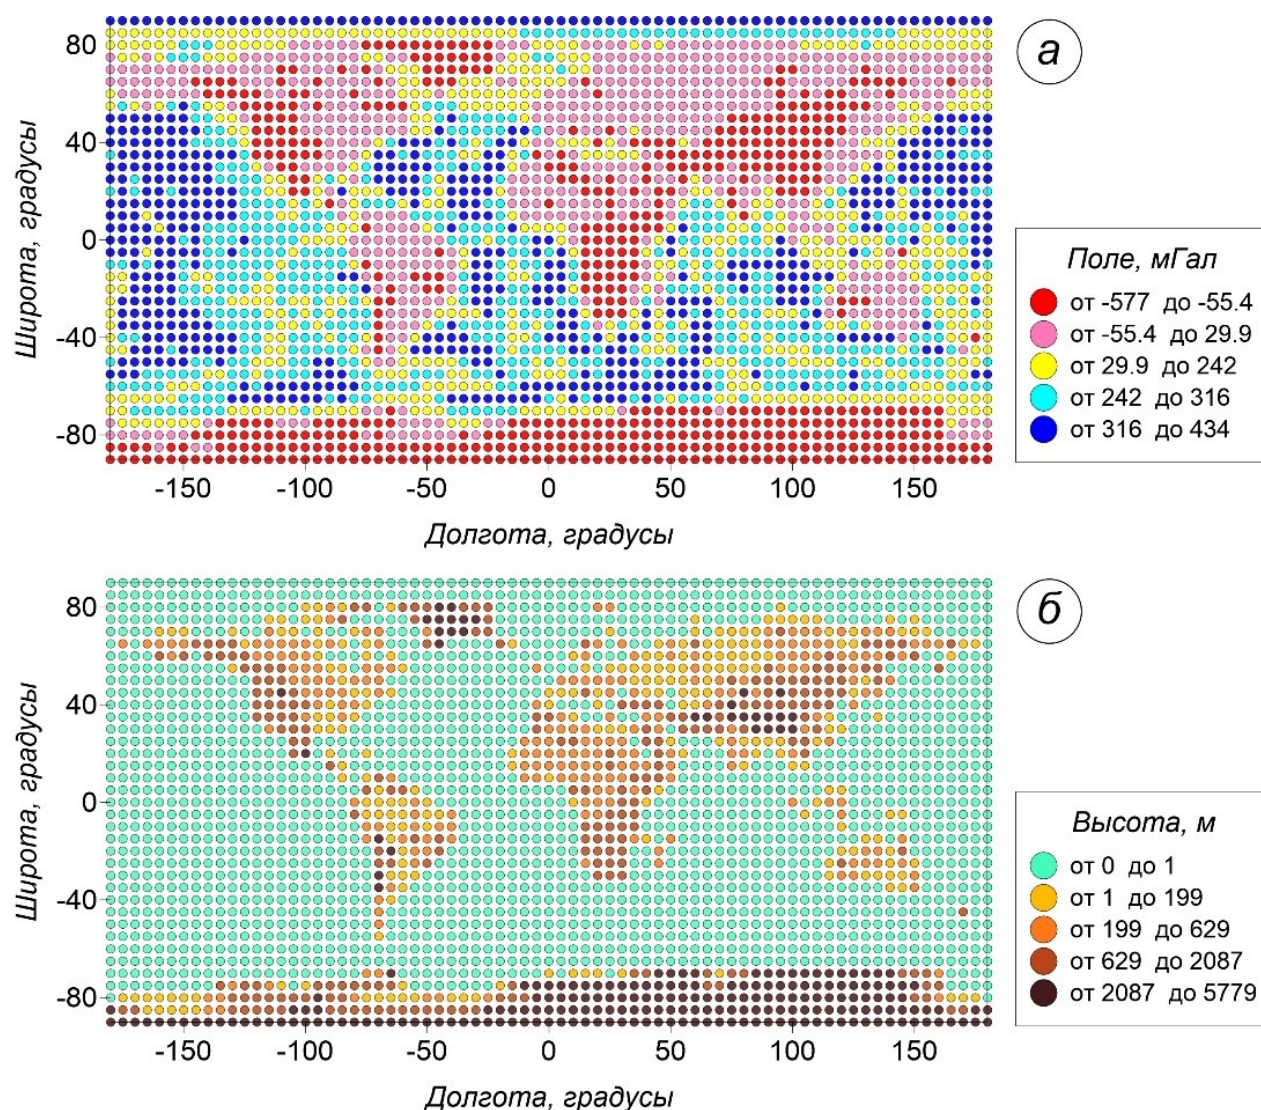 80
40
0
-40
-80
Широта, градусы
-150 -100 -50 0 50 100 150
Долгота, градусы
а
Поле, мГал
от -577 до -55.4
от -55.4 до 29.9
от 29.9 до 242
от 242 до 316
от 316 до 434
80
40
0
-40
-80
Широта, градусы
-150 -100 -50 0 50 100 150
Долгота, градусы
б
Высота, м
от 0 до 1
от 1 до 199
от 199 до 629
от 629 до 2087
от 2087 до 5779